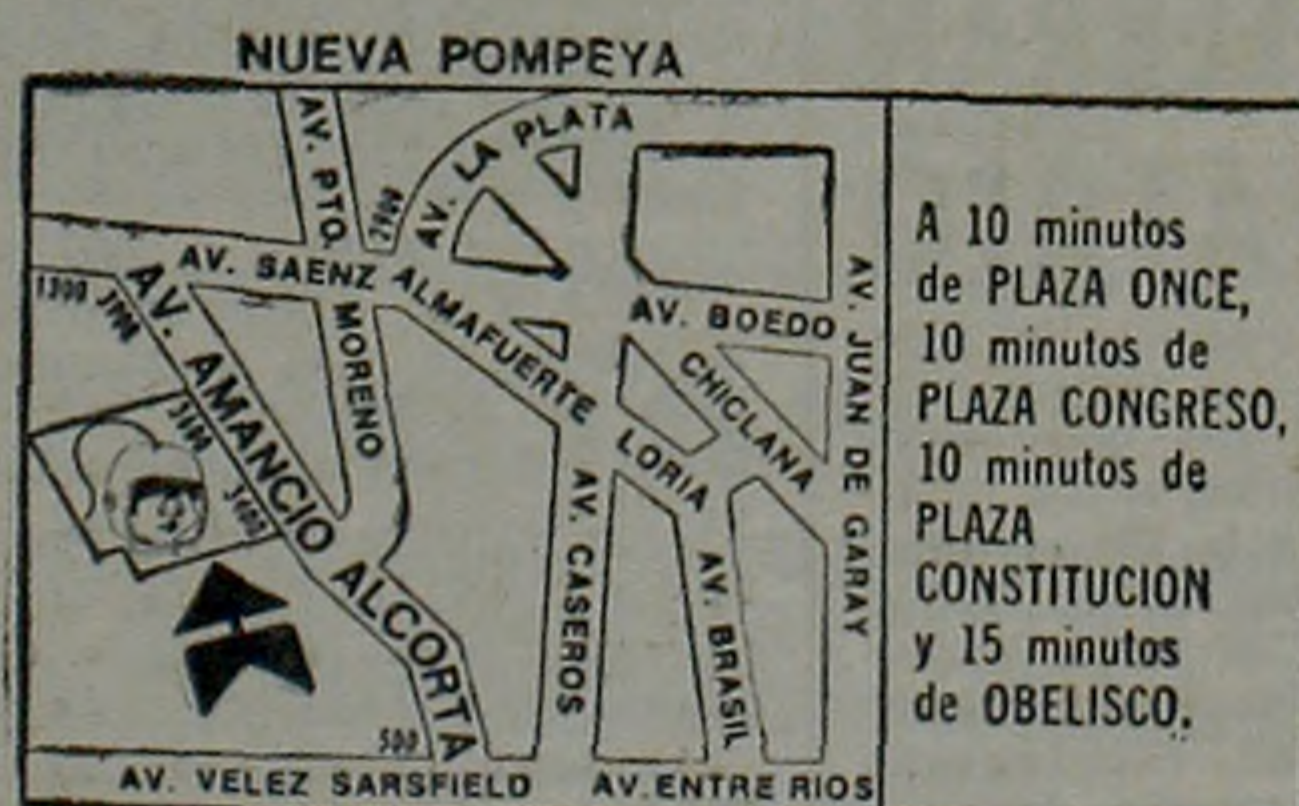 NUEVA POMPEYA
AV. PTO.
MORENO
AV. LA PLATA
2900
AV. SAENZ
ALMAFUERTE
LORIA
1300
AV. AMANCIO ALCORTA
3400
AV. BOEDO
CHICLANA
AV. JUAN DE GARAY
AV. CASEROS
AV. BRASIL
500
AV. VELEZ SARSFIELD
AV. ENTRE RIOS
A 10 minutos
de PLAZA ONCE,
10 minutos de
PLAZA CONGRESO,
10 minutos de
PLAZA
CONSTITUCION
y 15 minutos
de OBELISCO.